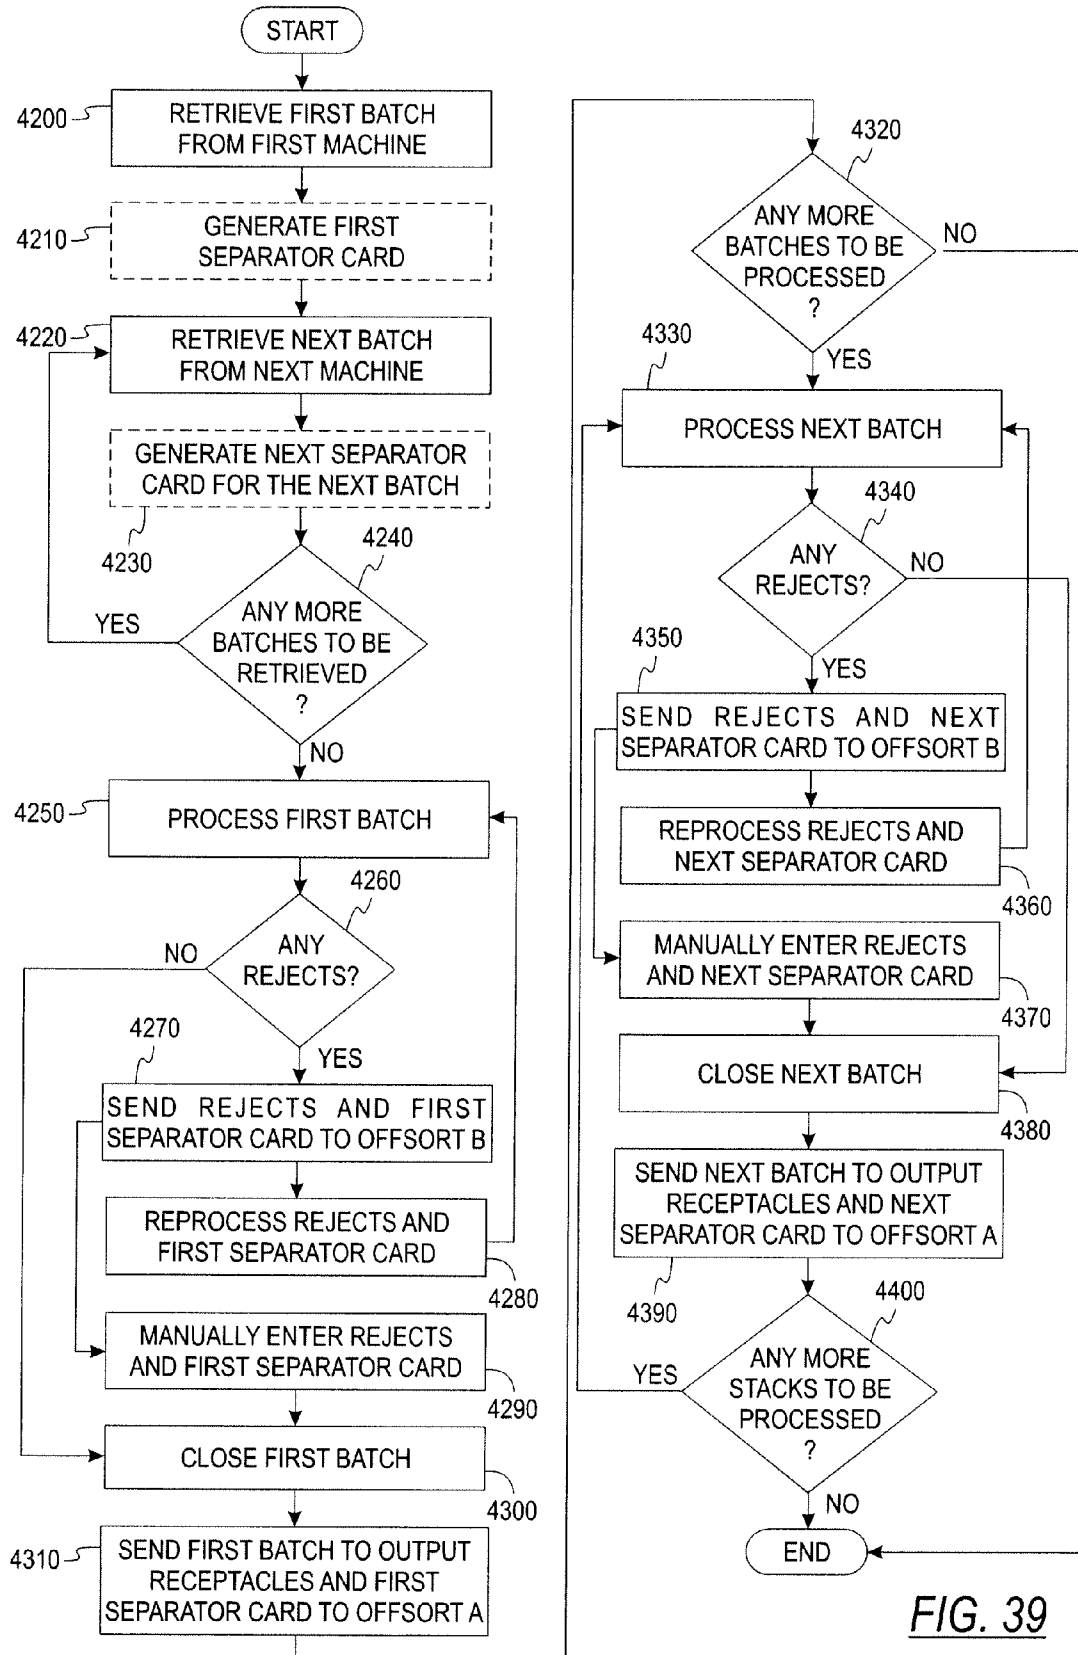 START
4200
RETRIEVE FIRST BATCH
FROM FIRST MACHINE
4210
GENERATE FIRST
SEPARATOR CARD
4220
RETRIEVE NEXT BATCH
FROM NEXT MACHINE
GENERATE NEXT SEPARATOR
CARD FOR THE NEXT BATCH
4230
4240
YES
ANY MORE
BATCHES TO BE
RETRIEVED
?
NO
4250
PROCESS FIRST BATCH
4260
NO
ANY
REJECTS?
4270
YES
SEND REJECTS AND FIRST
SEPARATOR CARD TO OFFSORT B
REPROCESS REJECTS AND
FIRST SEPARATOR CARD
4280
MANUALLY ENTER REJECTS
AND FIRST SEPARATOR CARD
4290
CLOSE FIRST BATCH
4300
4310
SEND FIRST BATCH TO OUTPUT
RECEPTACLES AND FIRST
SEPARATOR CARD TO OFFSORT A
4320
ANY MORE
BATCHES TO BE
PROCESSED
?
NO
4330
YES
PROCESS NEXT BATCH
4340
ANY
REJECTS?
NO
4350
YES
SEND REJECTS AND NEXT
SEPARATOR CARD TO OFFSORT B
REPROCESS REJECTS AND
NEXT SEPARATOR CARD
4360
MANUALLY ENTER REJECTS
AND NEXT SEPARATOR CARD
4370
CLOSE NEXT BATCH
4380
SEND NEXT BATCH TO OUTPUT
RECEPTACLES AND NEXT
SEPARATOR CARD TO OFFSORT A
4390
4400
YES
ANY MORE
STACKS TO BE
PROCESSED
?
NO
END
FIG. 39